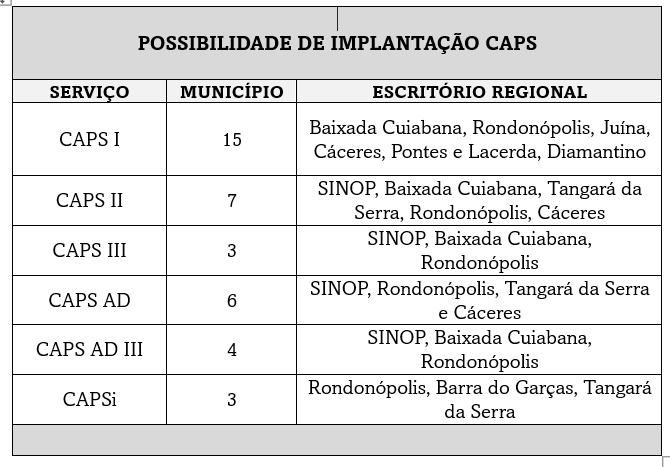 POSSIBILIDADE DE IMPLANTAÇÃO CAPS
SERVIÇO MUNICÍPIO ESCRITÓRIO REGIONAL
CAPS I 15 Baixada Cuiabana, Rondonópolis, Juína,
Cáceres, Pontes e Lacerda, Diamantino
CAPS II 7 SINOP, Baixada Cuiabana, Tangará da
Serra, Rondonópolis, Cáceres
CAPS III 3 SINOP, Baixada Cuiabana,
Rondonópolis
CAPS AD 6 SINOP, Rondonópolis, Tangará da Serra
e Cáceres
CAPS AD III 4 SINOP, Baixada Cuiabana,
Rondonópolis
CAPSi 3 Rondonópolis, Barra do Garças, Tangará
da Serra